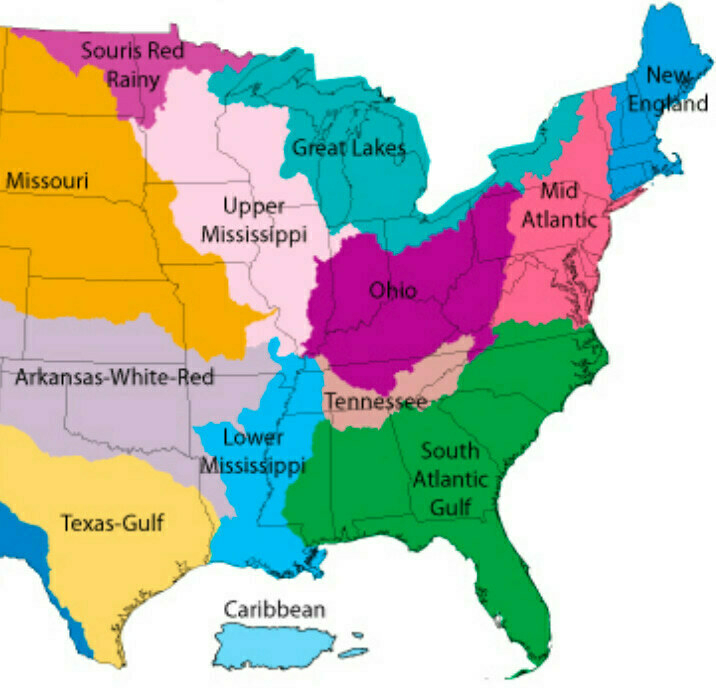 Souris Red
Rainy
New
England
Great Lakes
Missouri
Mid
Atlantic
Upper
Mississippi
Ohio
Arkansas-White-Red
Tennessee
Lower
Mississippi
South
Atlantic
Gulf
Texas-Gulf
Caribbean